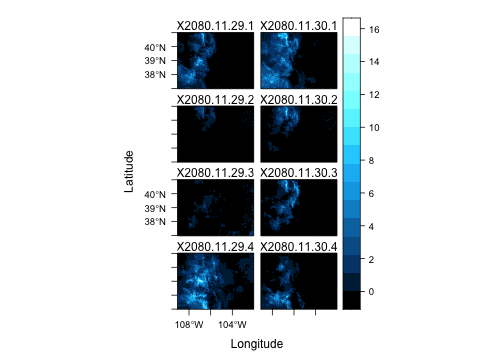 X2080.11.29.1 X2080.11.30.1
40°N
39°N
38°N
X2080.11.29.2 X2080.11.30.2
X2080.11.29.3 X2080.11.30.3
40°N
39°N
38°N
X2080.11.29.4 X2080.11.30.4
108°W 104°W
Latitude
Longitude
16
14
12
10
8
6
4
2
0